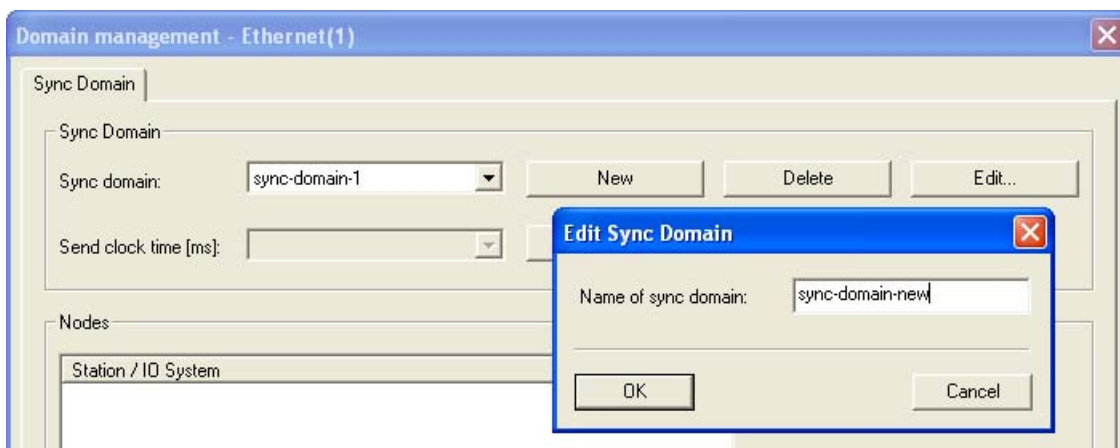 Domain management - Ethernet(1)
Sync Domain
Sync Domain
Sync domain: sync-domain-1 New Delete Edit...
Send clock time [ms]:
Edit Sync Domain
Name of sync domain: sync-domain-new
OK Cancel
Nodes
Station / IO System